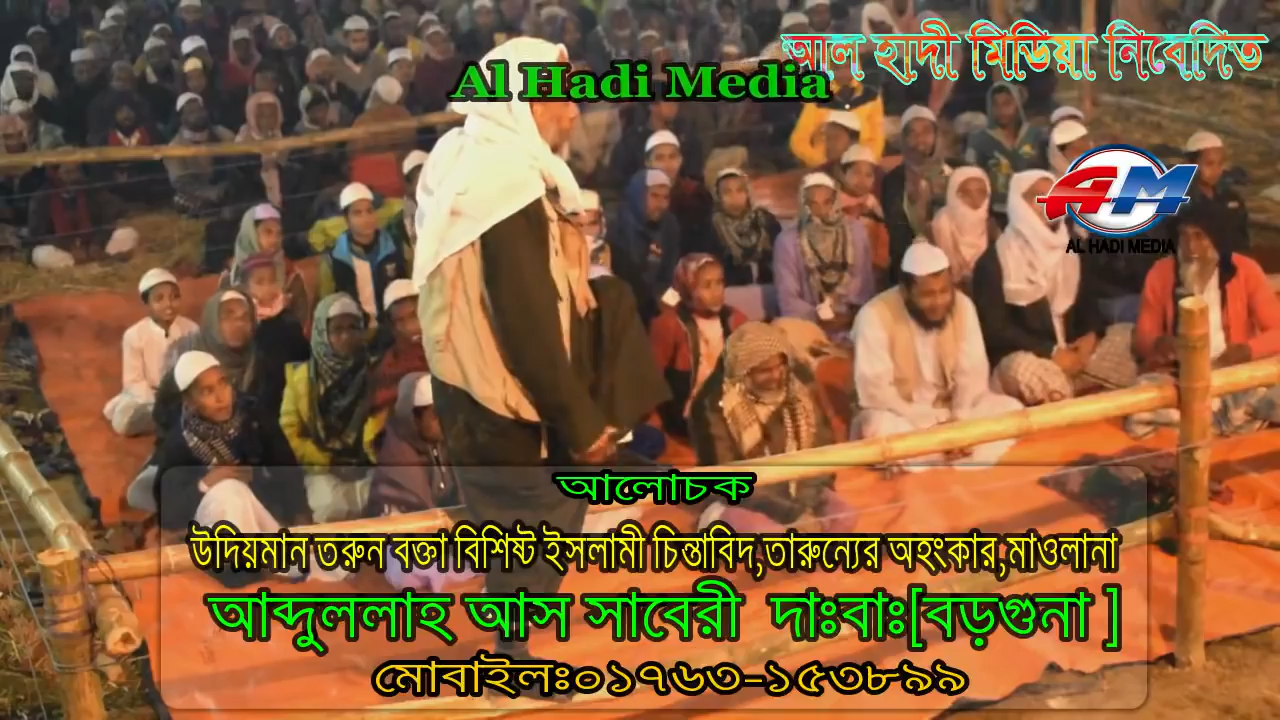 আল হাদী মিডিয়া নিবেদিত
Al Hadi Media
AM
AL HADI MEDIA
আলোচক
উদিয়মান তরুন বক্তা বিশিষ্ট ইসলামী চিন্তাবিদ,তারুন্যের অহংকার,মাওলানা
আব্দুললাহ আস সাবেরী দাঃবাঃ[বড়গুনা ]
মোবাইলঃ০১৭৬৩-১৫৩৮৯৯